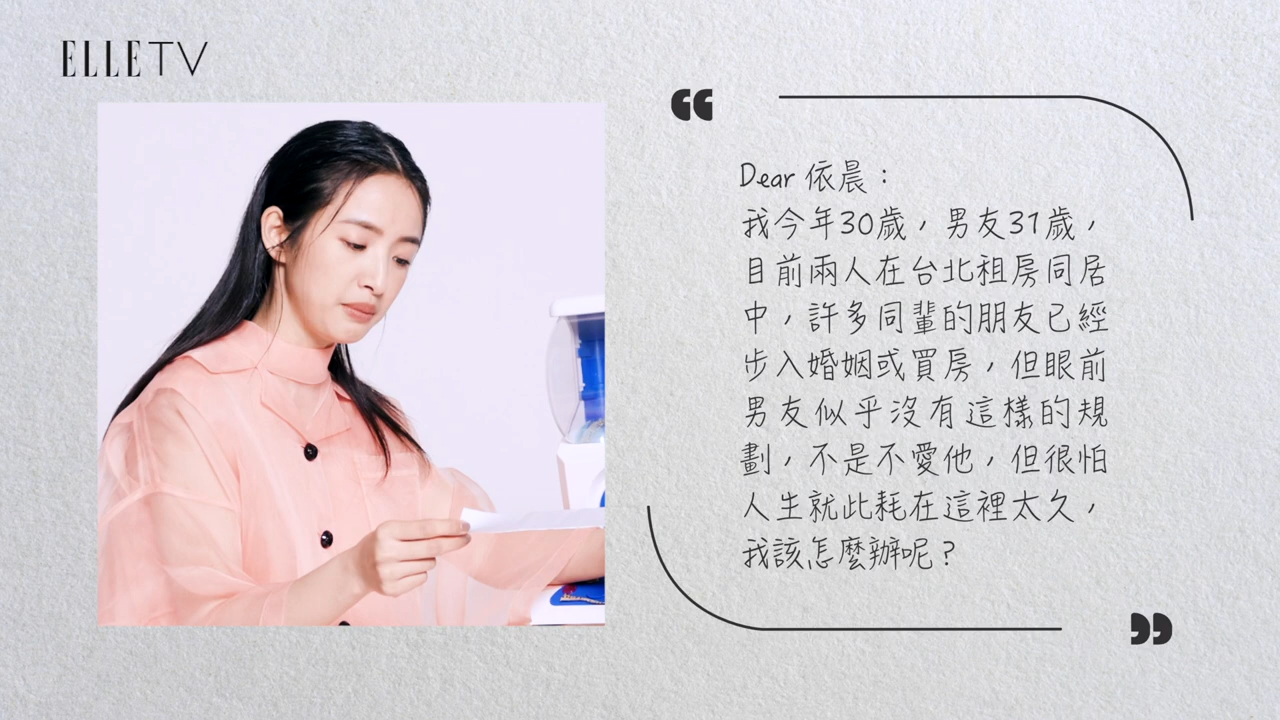 ELLETV
Dear 依晨：
我今年30歲，男友31歲，
目前兩人在台北租房同居
中，許多同輩的朋友已經
步入婚姻或買房，但眼前
男友似乎沒有這樣的規
劃，不是不愛他，但很怕
人生就此耗在這裡太久，
我該怎麼辦呢？